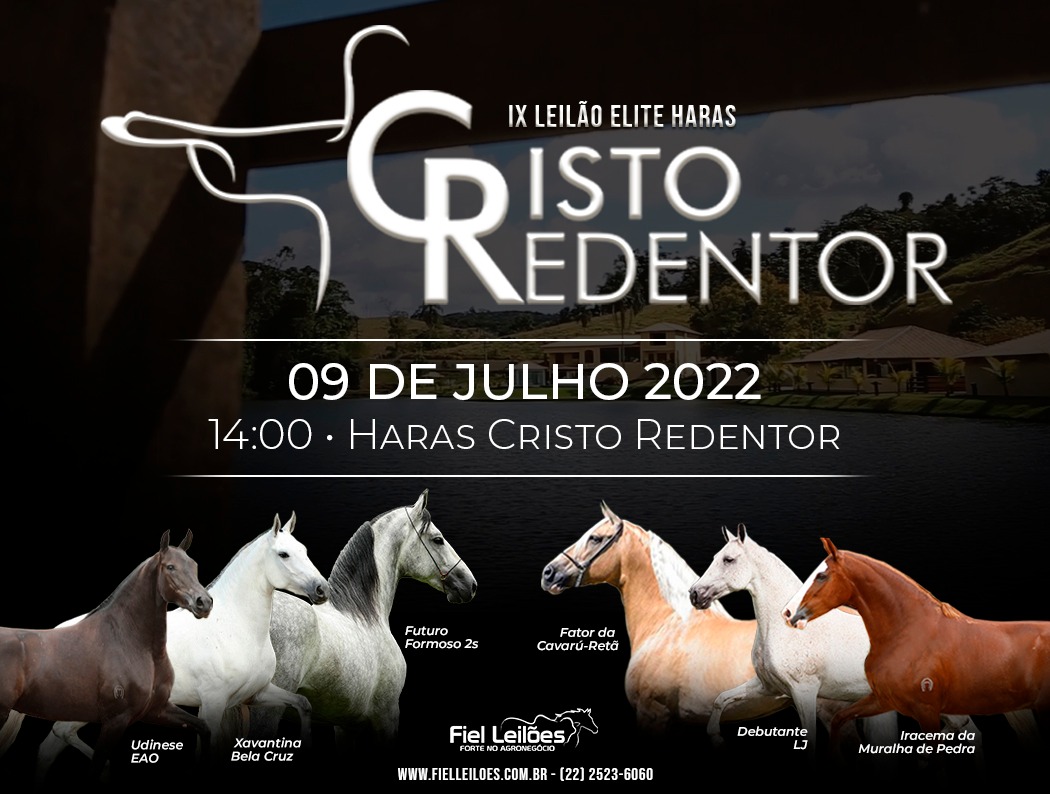 IX LEILÃO ELITE HARAS
CRISTO
REDENTOR
09 DE JULHO 2022
14:00 • HARAS CRISTO REDENTOR
Futuro
Formoso 2s
Fator da
Cavarú-Retã
Udinese
EAO
Xavantina
Bela Cruz
Debutante
LJ
Iracema da
Muralha de Pedra
Fiel Leilões
FORTE NO AGRONEGÓCIO
WWW.FIELLEILOES.COM.BR - (22) 2523-6060